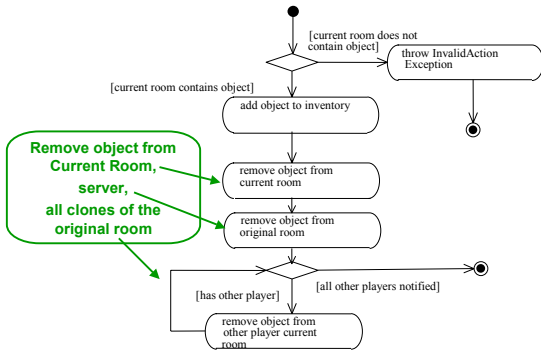 [current room does not
contain object]
throw InvalidAction
Exception
[current room contains object]
add object to inventory
Remove object from
Current Room,
server,
all clones of the
original room
remove object from
current room
remove object from
original room
[has other player]
[all other players notified]
remove object from
other player current
room